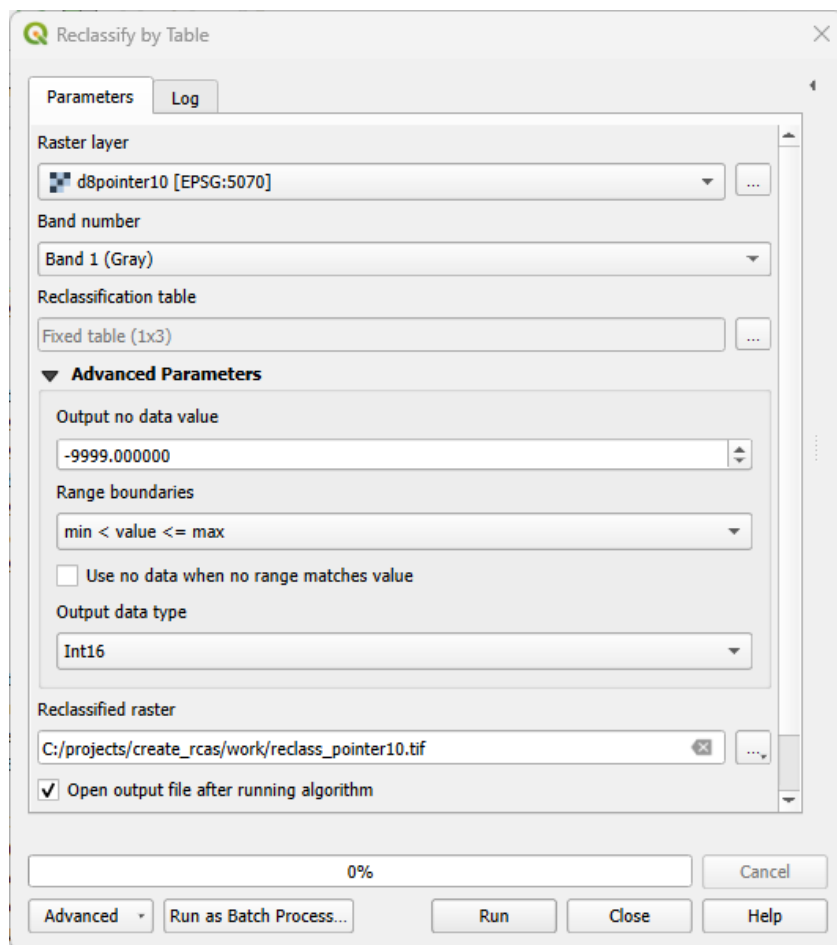 Reclassify by Table
Parameters Log
Raster layer
d8pointer10 [EPSG:5070]
...
Band number
Band 1 (Gray)
Reclassification table
Fixed table (1x3)
...
Advanced Parameters
Output no data value
-9999.000000
Range boundaries
min < value <= max
Use no data when no range matches value
Output data type
Int16
Reclassified raster
C:/projects/create_rcas/work/reclass_pointer10.tif
...
Open output file after running algorithm
0% Cancel
Advanced Run as Batch Process... Run Close Help